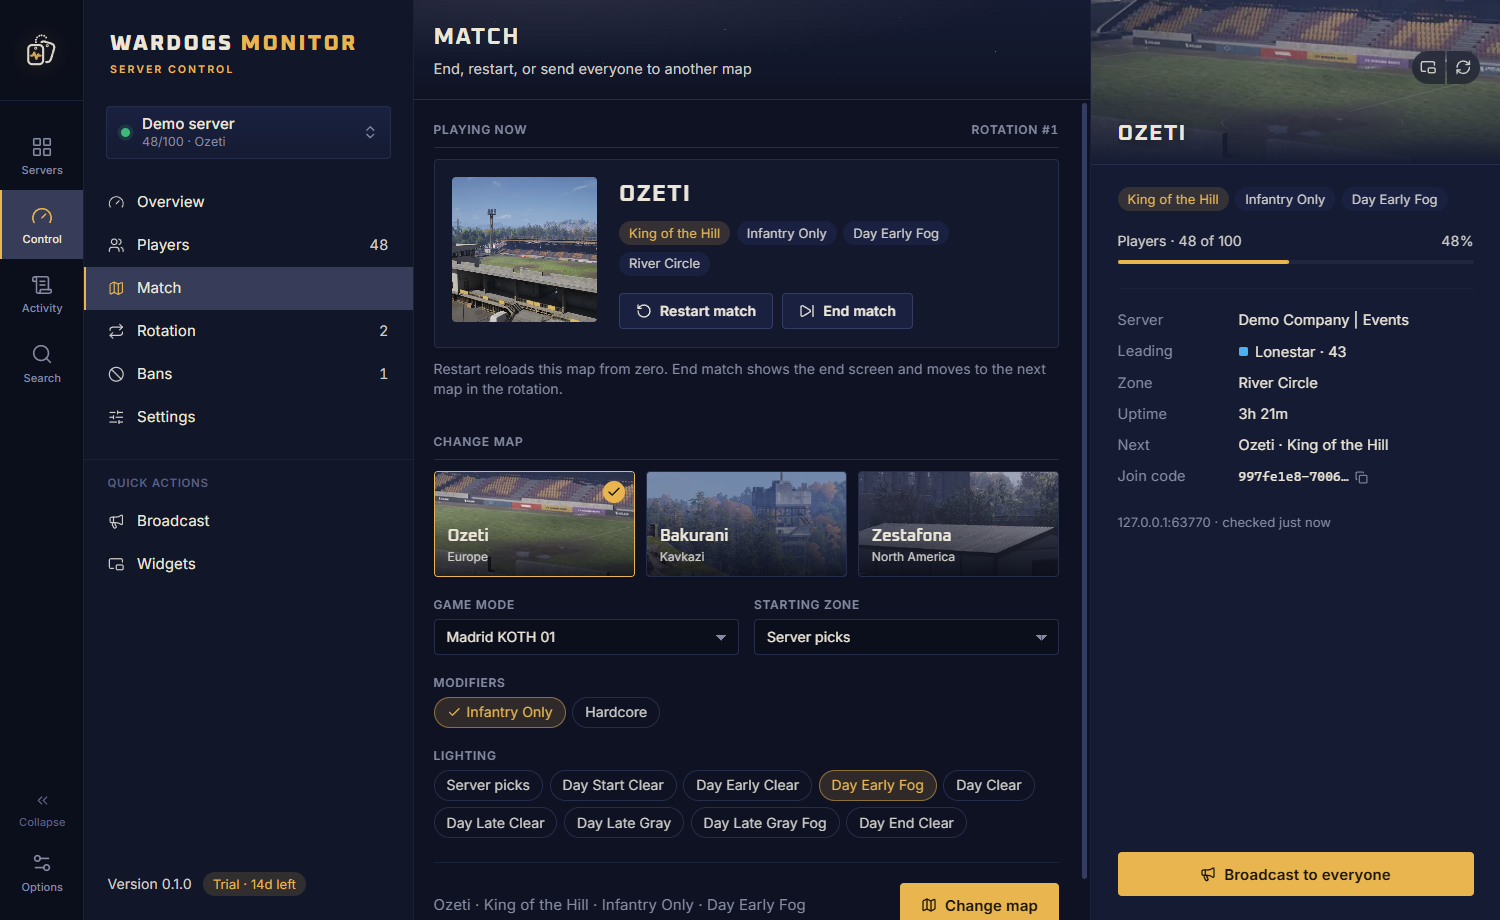 Servers
Control
Activity
Search
Collapse
Options
WARDOGS MONITOR
SERVER CONTROL
Demo server
48/100 · Ozeti
Overview
Players 48
Match
Rotation 2
Bans 1
Settings
QUICK ACTIONS
Broadcast
Widgets
Version 0.1.0 Trial · 14d left
MATCH
End, restart, or send everyone to another map
PLAYING NOW ROTATION #1
OZETI
King of the Hill Infantry Only Day Early Fog
River Circle
Restart match End match
Restart reloads this map from zero. End match shows the end screen and moves to the next
map in the rotation.
CHANGE MAP
Ozeti
Europe
Bakurani
Kavkazi
Zestafona
North America
GAME MODE STARTING ZONE
Madrid KOTH 01 Server picks
MODIFIERS
Infantry Only Hardcore
LIGHTING
Server picks Day Start Clear Day Early Clear Day Early Fog Day Clear
Day Late Clear Day Late Gray Day Late Gray Fog Day End Clear
Ozeti · King of the Hill · Infantry Only · Day Early Fog Change map
OZETI
King of the Hill Infantry Only Day Early Fog
Players · 48 of 100 48%
Server Demo Company | Events
Leading Lonestar · 43
Zone River Circle
Uptime 3h 21m
Next Ozeti · King of the Hill
Join code 997fe1e8-7006…
127.0.0.1:63770 · checked just now
Broadcast to everyone